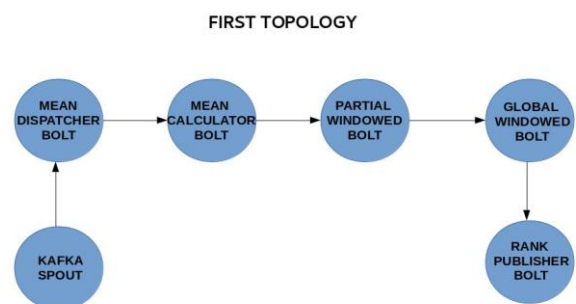 FIRST TOPOLOGY
MEAN
DISPATCHER
BOLT
MEAN
CALCULATOR
BOLT
PARTIAL
WINDOWED
BOLT
GLOBAL
WINDOWED
BOLT
KAFKA
SPOUT
RANK
PUBLISHER
BOLT